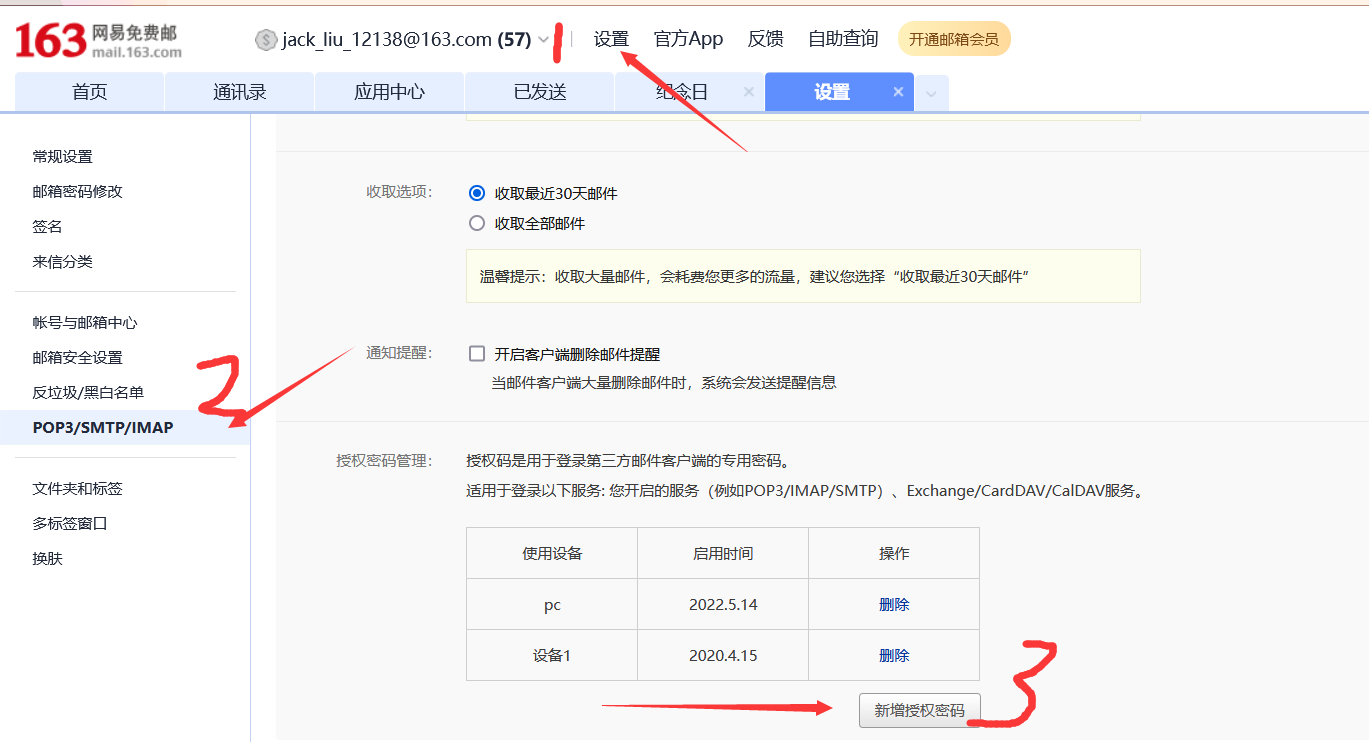 163 网易免费邮
mail.163.com
jack_liu_12138@163.com (57)
1
设置 官方App 反馈 自助查询 开通邮箱会员
首页 通讯录 应用中心 已发送 纪念日 × 设置 ×
常规设置
邮箱密码修改
签名
来信分类
帐号与邮箱中心
邮箱安全设置
反垃圾/黑白名单
2
POP3/SMTP/IMAP
文件夹和标签
多标签窗口
换肤
收取选项: 收取最近30天邮件
收取全部邮件
温馨提示：收取大量邮件，会耗费您更多的流量，建议您选择“收取最近30天邮件”
通知提醒: 开启客户端删除邮件提醒
当邮件客户端大量删除邮件时，系统会发送提醒信息
授权密码管理: 授权码是用于登录第三方邮件客户端的专用密码。
适用于登录以下服务: 您开启的服务（例如POP3/IMAP/SMTP）、Exchange/CardDAV/CalDAV服务。
使用设备 启用时间 操作
pc 2022.5.14 删除
设备1 2020.4.15 删除
新增授权密码
3